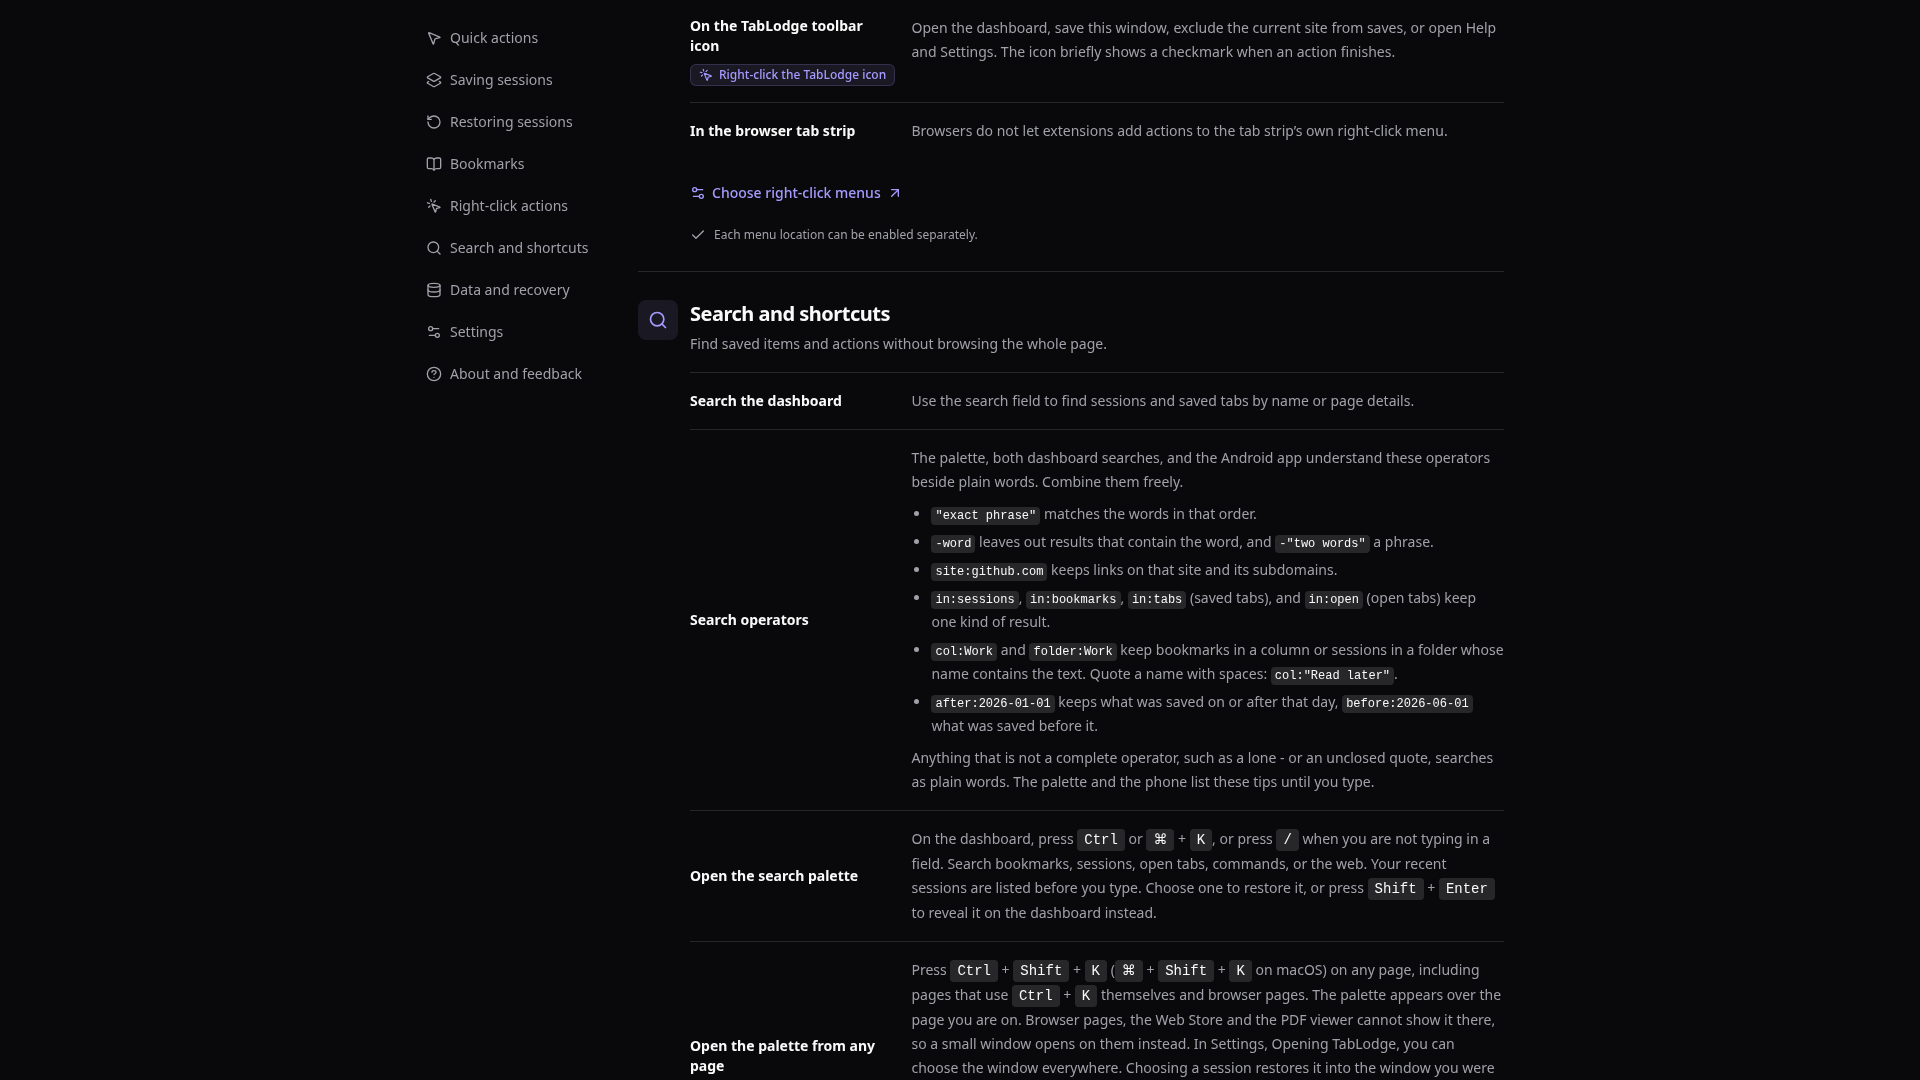 Quick actions
Saving sessions
Restoring sessions
Bookmarks
Right-click actions
Search and shortcuts
Data and recovery
Settings
About and feedback
On the TabLodge toolbar
icon
Right-click the TabLodge icon
Open the dashboard, save this window, exclude the current site from saves, or open Help
and Settings. The icon briefly shows a checkmark when an action finishes.
In the browser tab strip
Browsers do not let extensions add actions to the tab strip’s own right-click menu.
Choose right-click menus
Each menu location can be enabled separately.
Search and shortcuts
Find saved items and actions without browsing the whole page.
Search the dashboard
Use the search field to find sessions and saved tabs by name or page details.
Search operators
The palette, both dashboard searches, and the Android app understand these operators
beside plain words. Combine them freely.
• "exact phrase" matches the words in that order.
• -word leaves out results that contain the word, and -"two words" a phrase.
• site:github.com keeps links on that site and its subdomains.
• in:sessions, in:bookmarks, in:tabs (saved tabs), and in:open (open tabs) keep
one kind of result.
• col:Work and folder:Work keep bookmarks in a column or sessions in a folder whose
name contains the text. Quote a name with spaces: col:"Read later".
• after:2026-01-01 keeps what was saved on or after that day, before:2026-06-01
what was saved before it.
Anything that is not a complete operator, such as a lone - or an unclosed quote, searches
as plain words. The palette and the phone list these tips until you type.
Open the search palette
On the dashboard, press Ctrl or ⌘ + K, or press / when you are not typing in a
field. Search bookmarks, sessions, open tabs, commands, or the web. Your recent
sessions are listed before you type. Choose one to restore it, or press Shift + Enter
to reveal it on the dashboard instead.
Open the palette from any
page
Press Ctrl + Shift + K (⌘ + Shift + K on macOS) on any page, including
pages that use Ctrl + K themselves and browser pages. The palette appears over the
page you are on. Browser pages, the Web Store and the PDF viewer cannot show it there,
so a small window opens on them instead. In Settings, Opening TabLodge, you can
choose the window everywhere. Choosing a session restores it into the window you were